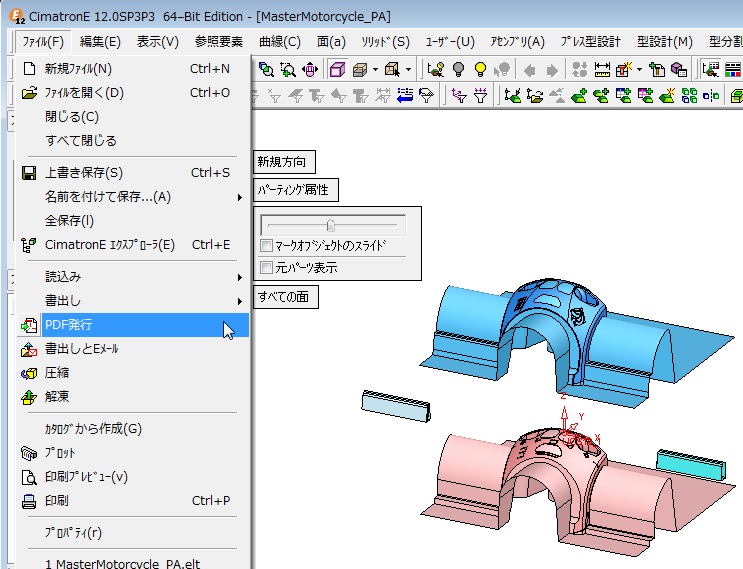 CimatronE 12.0SP3P3 64-Bit Edition - [MasterMotorcycle_PA]
ﾌｧｲﾙ(F) 編集(E) 表示(V) 参照要素 曲線(C) 面(a) ｿﾘｯﾄﾞ(S) ﾕｰｻﾞｰ(U) ｱｾﾝﾌﾞﾘ(A) ﾌﾟﾚｽ型設計 型設計(M) 型分割
新規ファイル(N) Ctrl+N
ﾌｧｲﾙを開く(D) Ctrl+O
閉じる(C)
すべて閉じる
上書き保存(S) Ctrl+S
名前を付けて保存...(A)
全保存(l)
CimatronE ｴｸｽﾌﾟﾛｰﾗ(E) Ctrl+E
読込み
書出し
PDF発行
書出しとEﾒｰﾙ
圧縮
解凍
ｶﾀﾛｸﾞから作成(G)
ﾌﾟﾛｯﾄ
印刷ﾌﾟﾚﾋﾞｭｰ(v)
印刷 Ctrl+P
ﾌﾟﾛﾊﾟﾃｨ(r)
1 MasterMotorcycle_PA.elt
新規方向
ﾊﾟｰﾃｨﾝｸﾞ属性
ﾏｰｸｵﾌﾞｼﾞｪｸﾄのｽﾗｲﾄﾞ
元ﾊﾟｰﾂ表示
すべての面
Z
Y
X